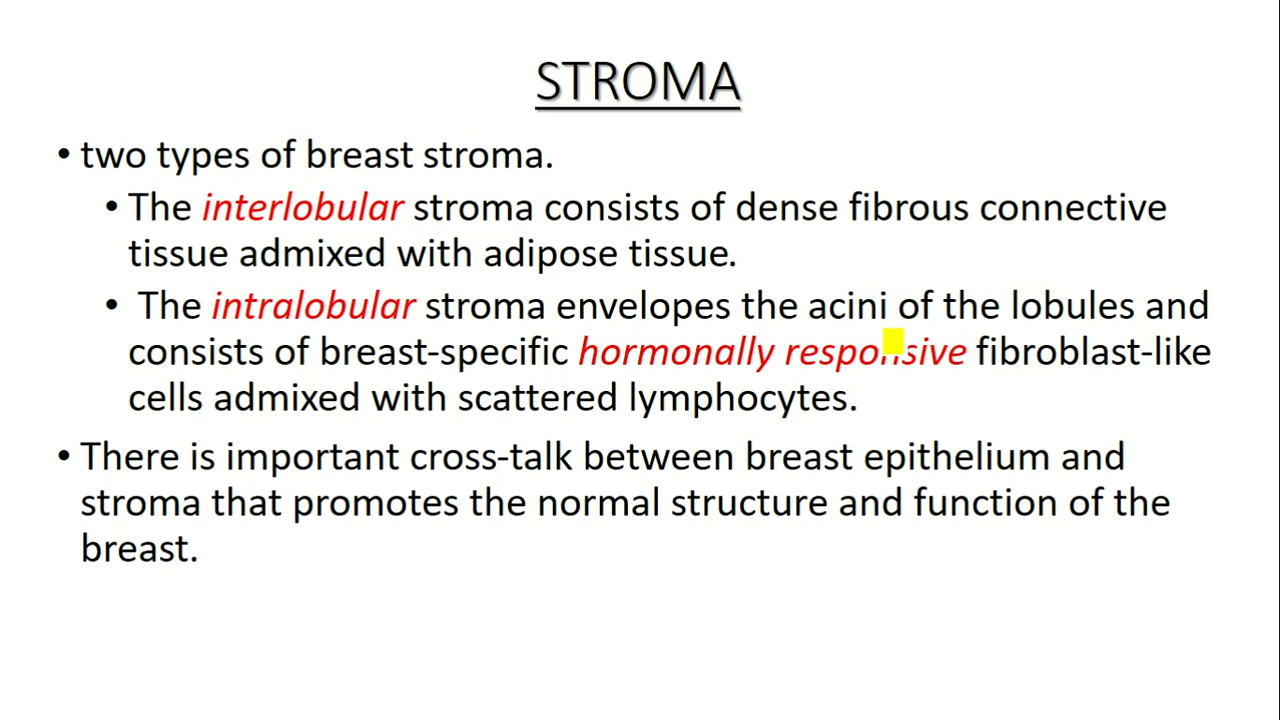 STROMA
• two types of breast stroma.
• The interlobular stroma consists of dense fibrous connective
tissue admixed with adipose tissue.
• The intralobular stroma envelopes the acini of the lobules and
consists of breast-specific hormonally responsive fibroblast-like
cells admixed with scattered lymphocytes.
• There is important cross-talk between breast epithelium and
stroma that promotes the normal structure and function of the
breast.